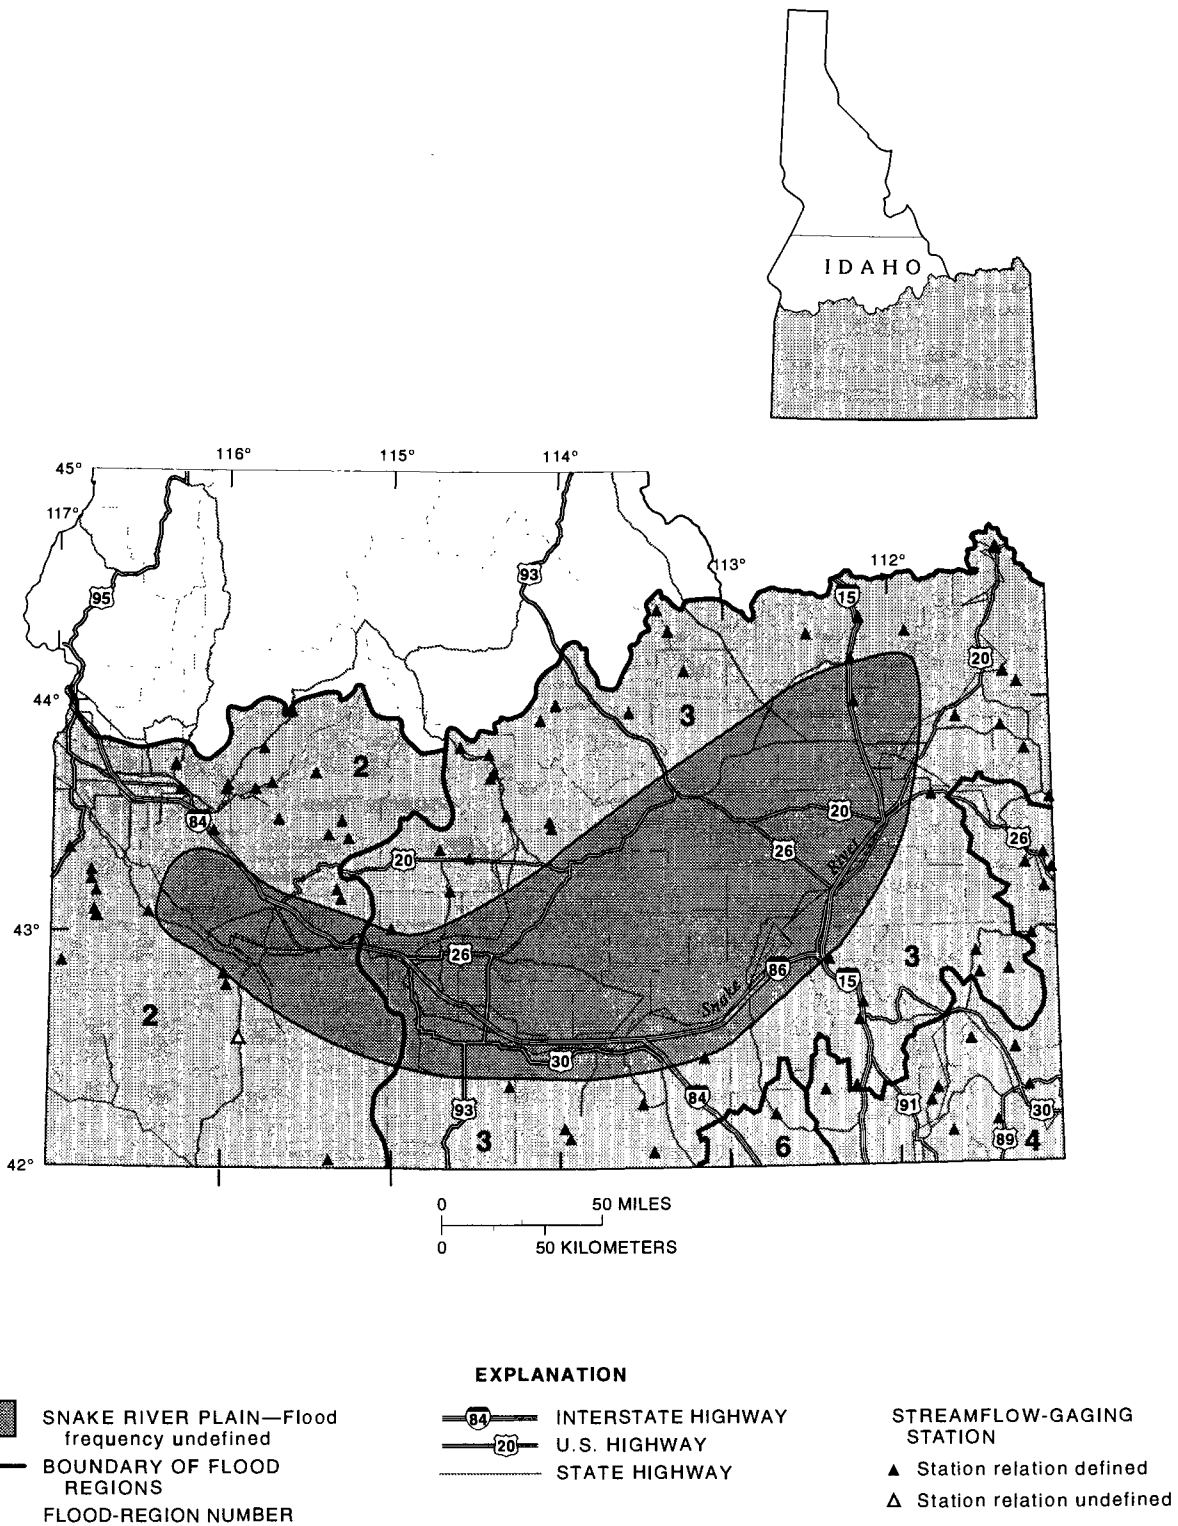 IDAHO
116°
115°
114°
45°
117°
93
113°
112°
95
15
20
44°
3
2
84
20
26
20
26
River
43°
26
86
3
15
Snake
2
30
84
93
91
30
3
6
89
4
42°
0
50 MILES
0
50 KILOMETERS
EXPLANATION
SNAKE RIVER PLAIN—Flood
frequency undefined
BOUNDARY OF FLOOD
REGIONS
FLOOD-REGION NUMBER
84
INTERSTATE HIGHWAY
20
U.S. HIGHWAY
STATE HIGHWAY
STREAMFLOW-GAGING
STATION
Station relation defined
Station relation undefined